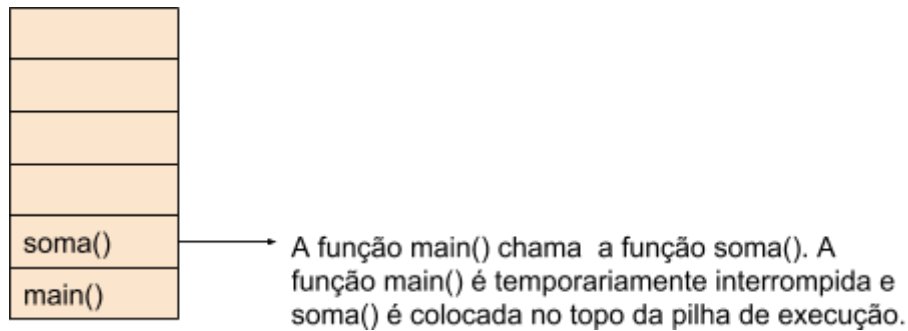 soma()
main()
A função main() chama a função soma(). A
função main() é temporariamente interrompida e
soma() é colocada no topo da pilha de execução.